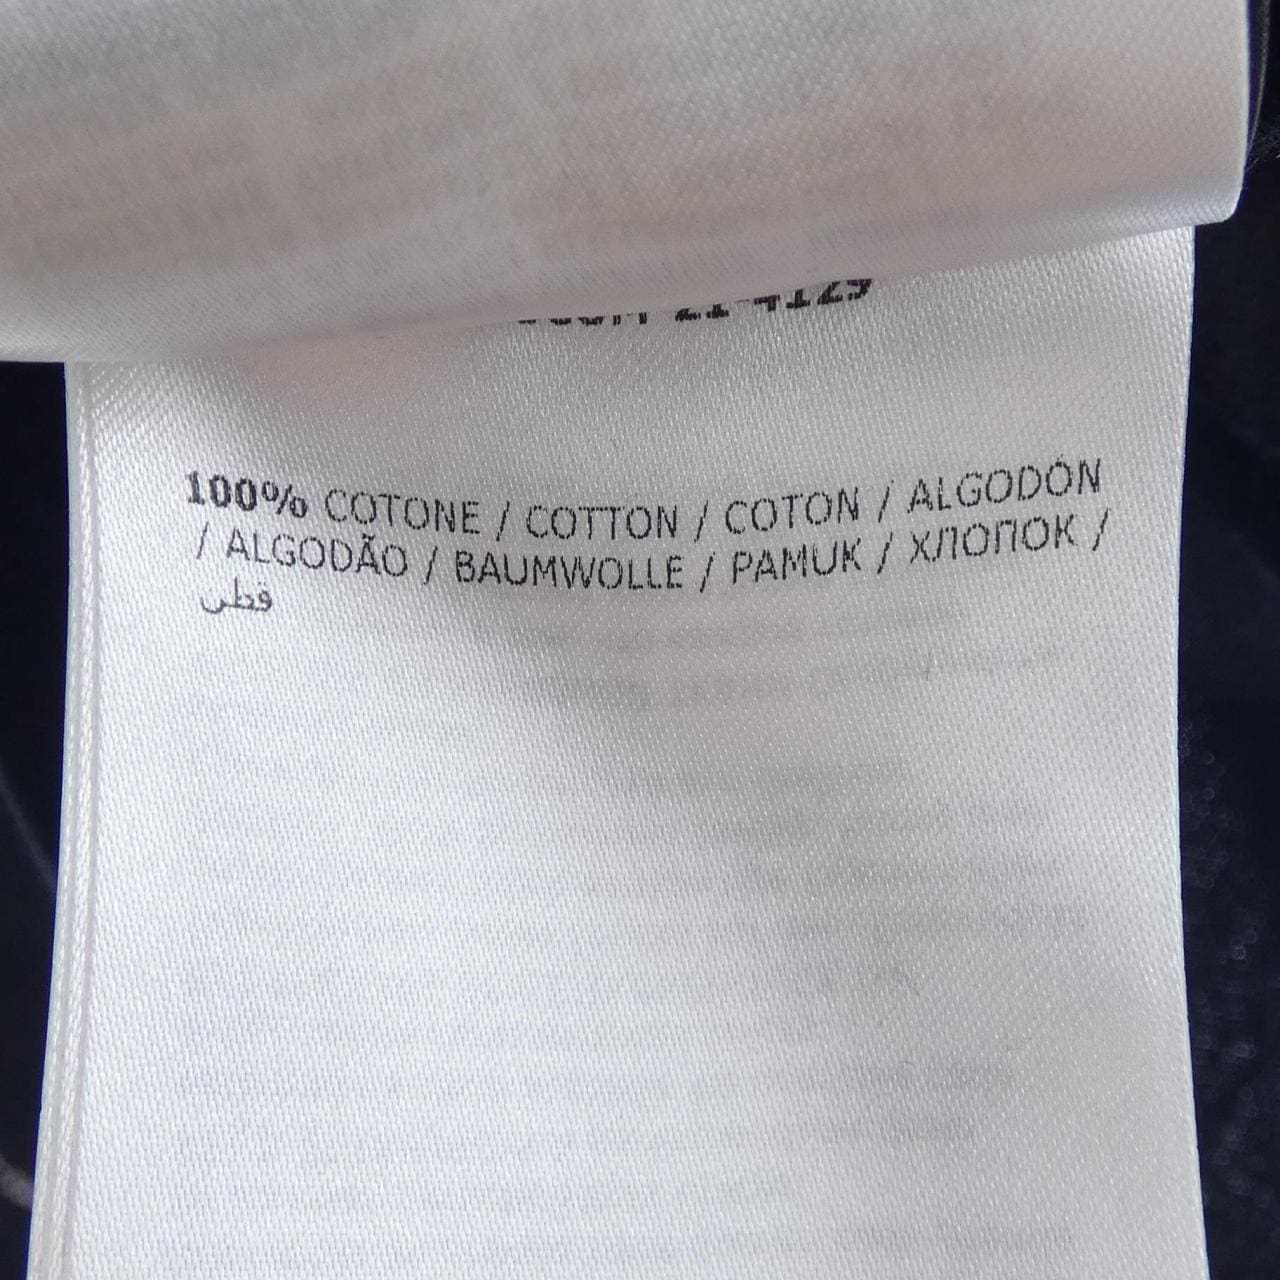 100% COTONE / COTTON / COTON / ALGODÓN
/ ALGODÃO / BAUMWOLLE / PAMUK / ХЛОПОК /
قطن